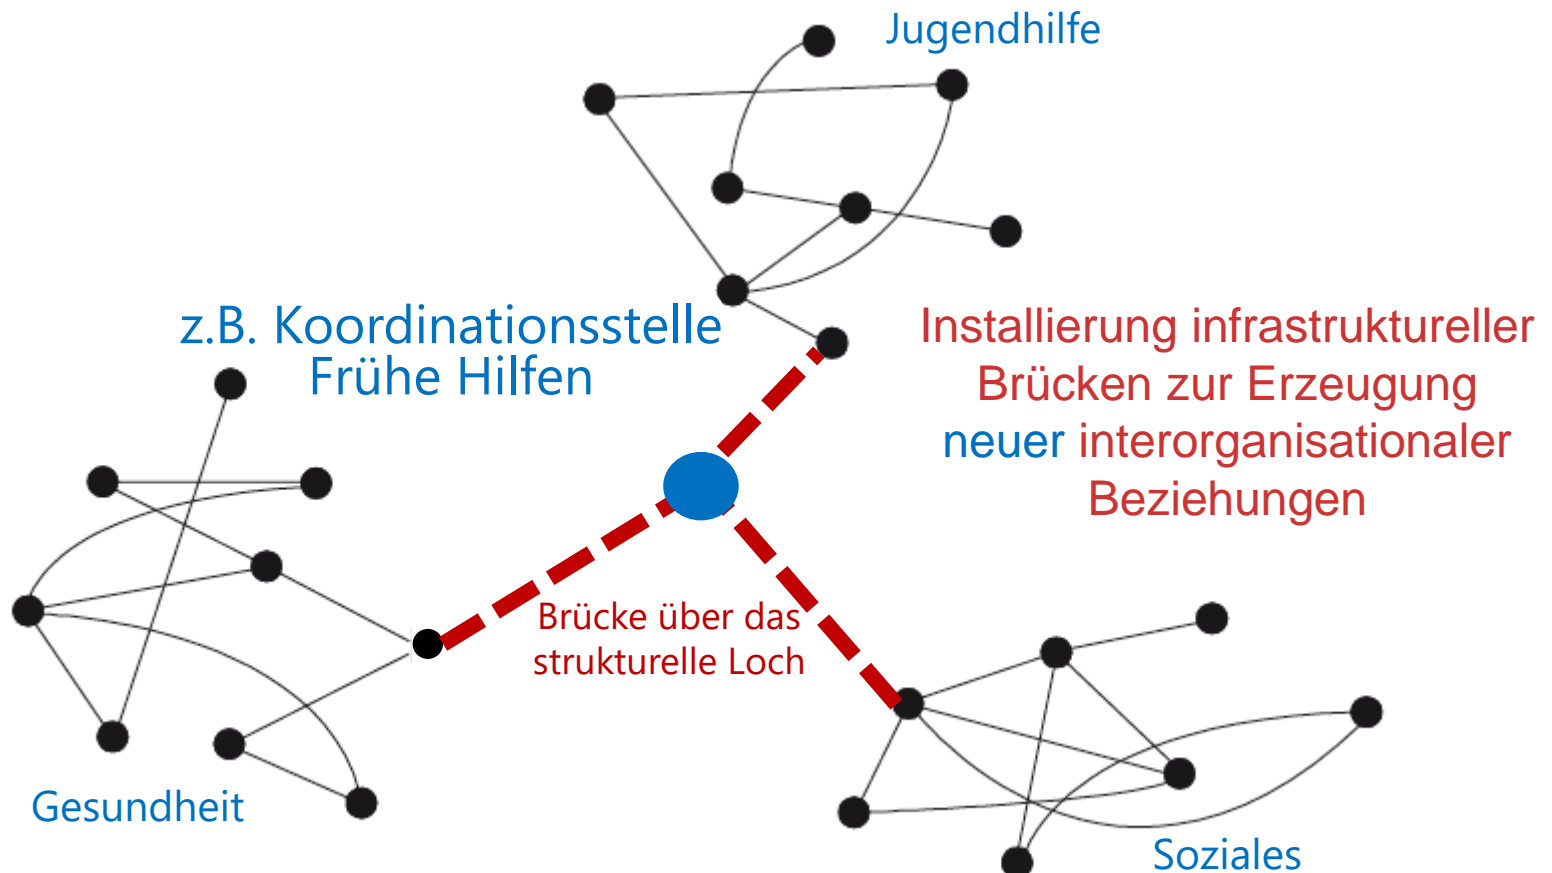 Jugendhilfe
z.B. Koordinationsstelle
Frühe Hilfen
Installierung infrastruktureller
Brücken zur Erzeugung
neuer interorganisationaler
Beziehungen
Brücke über das
strukturelle Loch
Gesundheit
Soziales